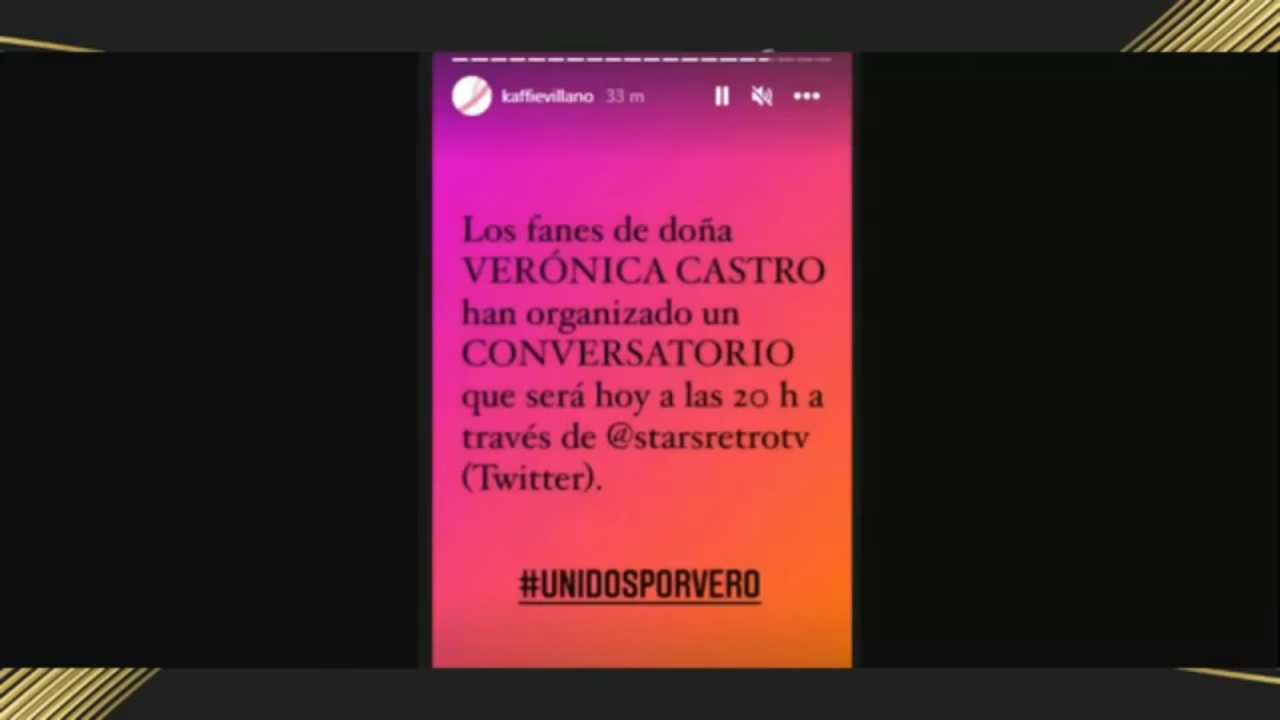 kaffievillano 33 m
Los fanes de doña
VERÓNICA CASTRO
han organizado un
CONVERSATORIO
que será hoy a las 20 h a
través de @starsretrotv
(Twitter).
#UNIDOSPORVERO